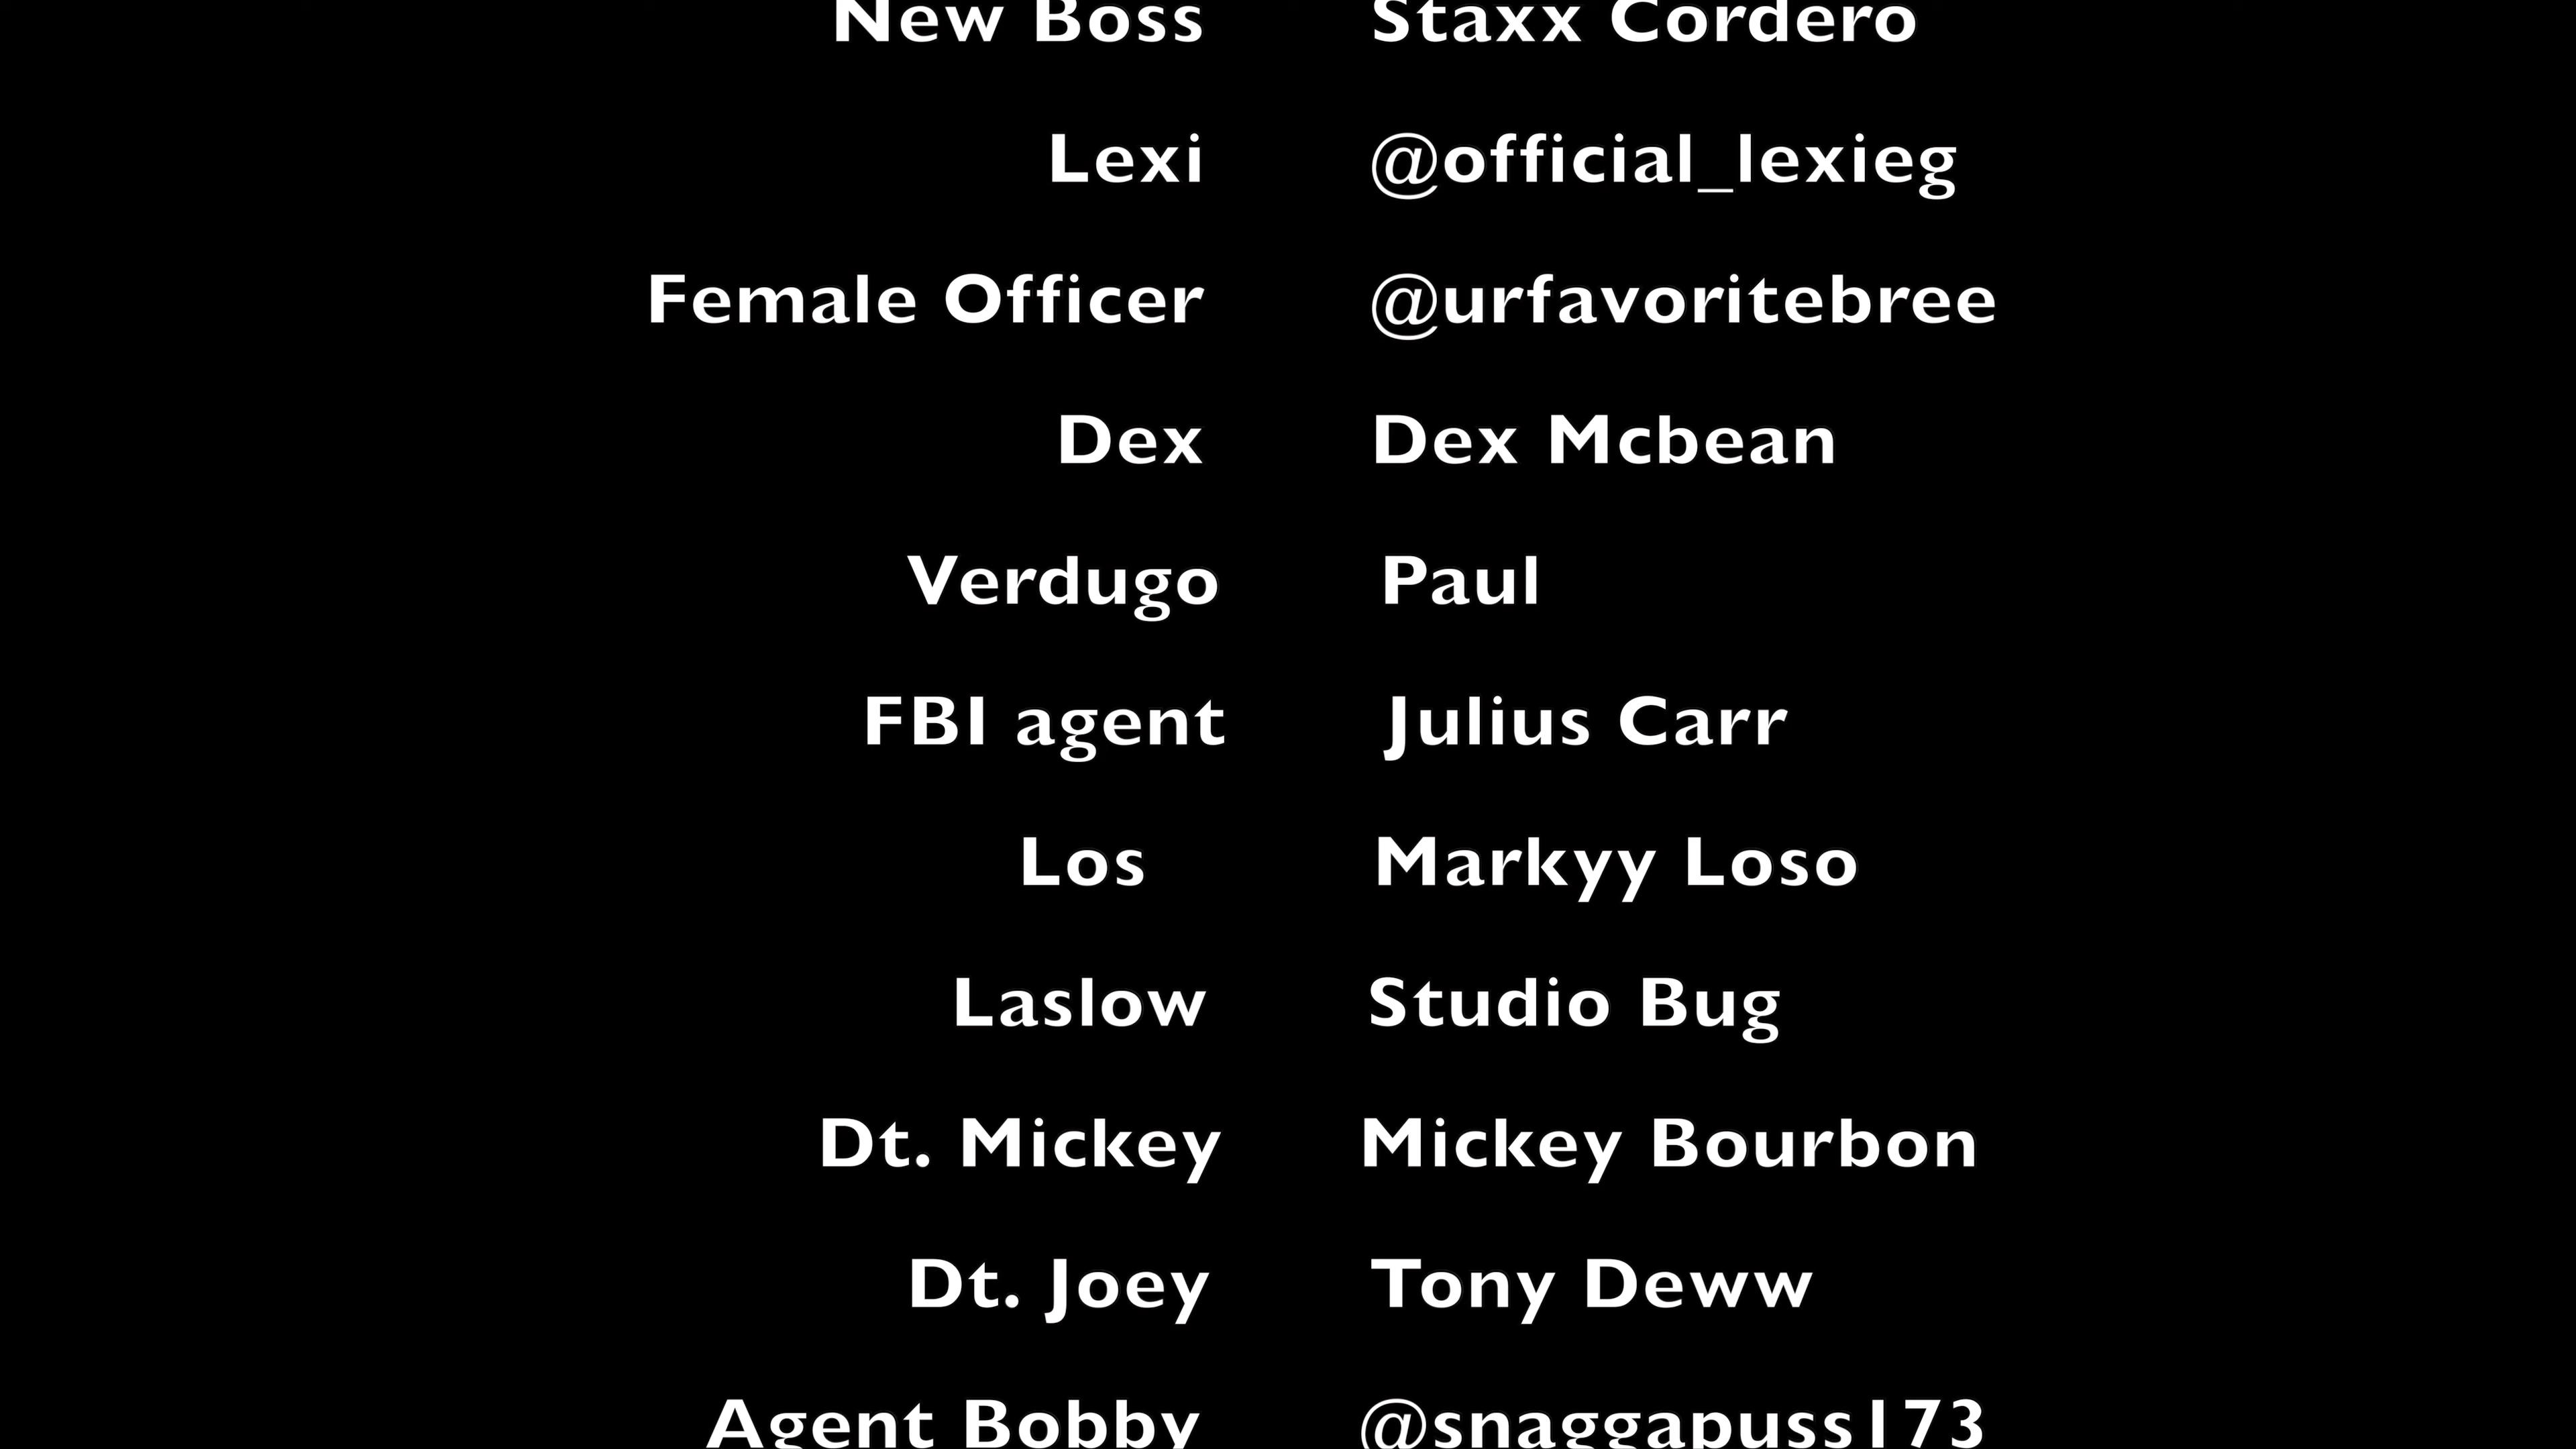 New Boss Staxx Cordero
Lexi @official_lexieg
Female Officer @urfavoritebree
Dex Dex Mcbean
Verdugo Paul
FBI agent Julius Carr
Los Markyy Loso
Laslow Studio Bug
Dt. Mickey Mickey Bourbon
Dt. Joey Tony Deww
Agent Bobby @snaggapuss173